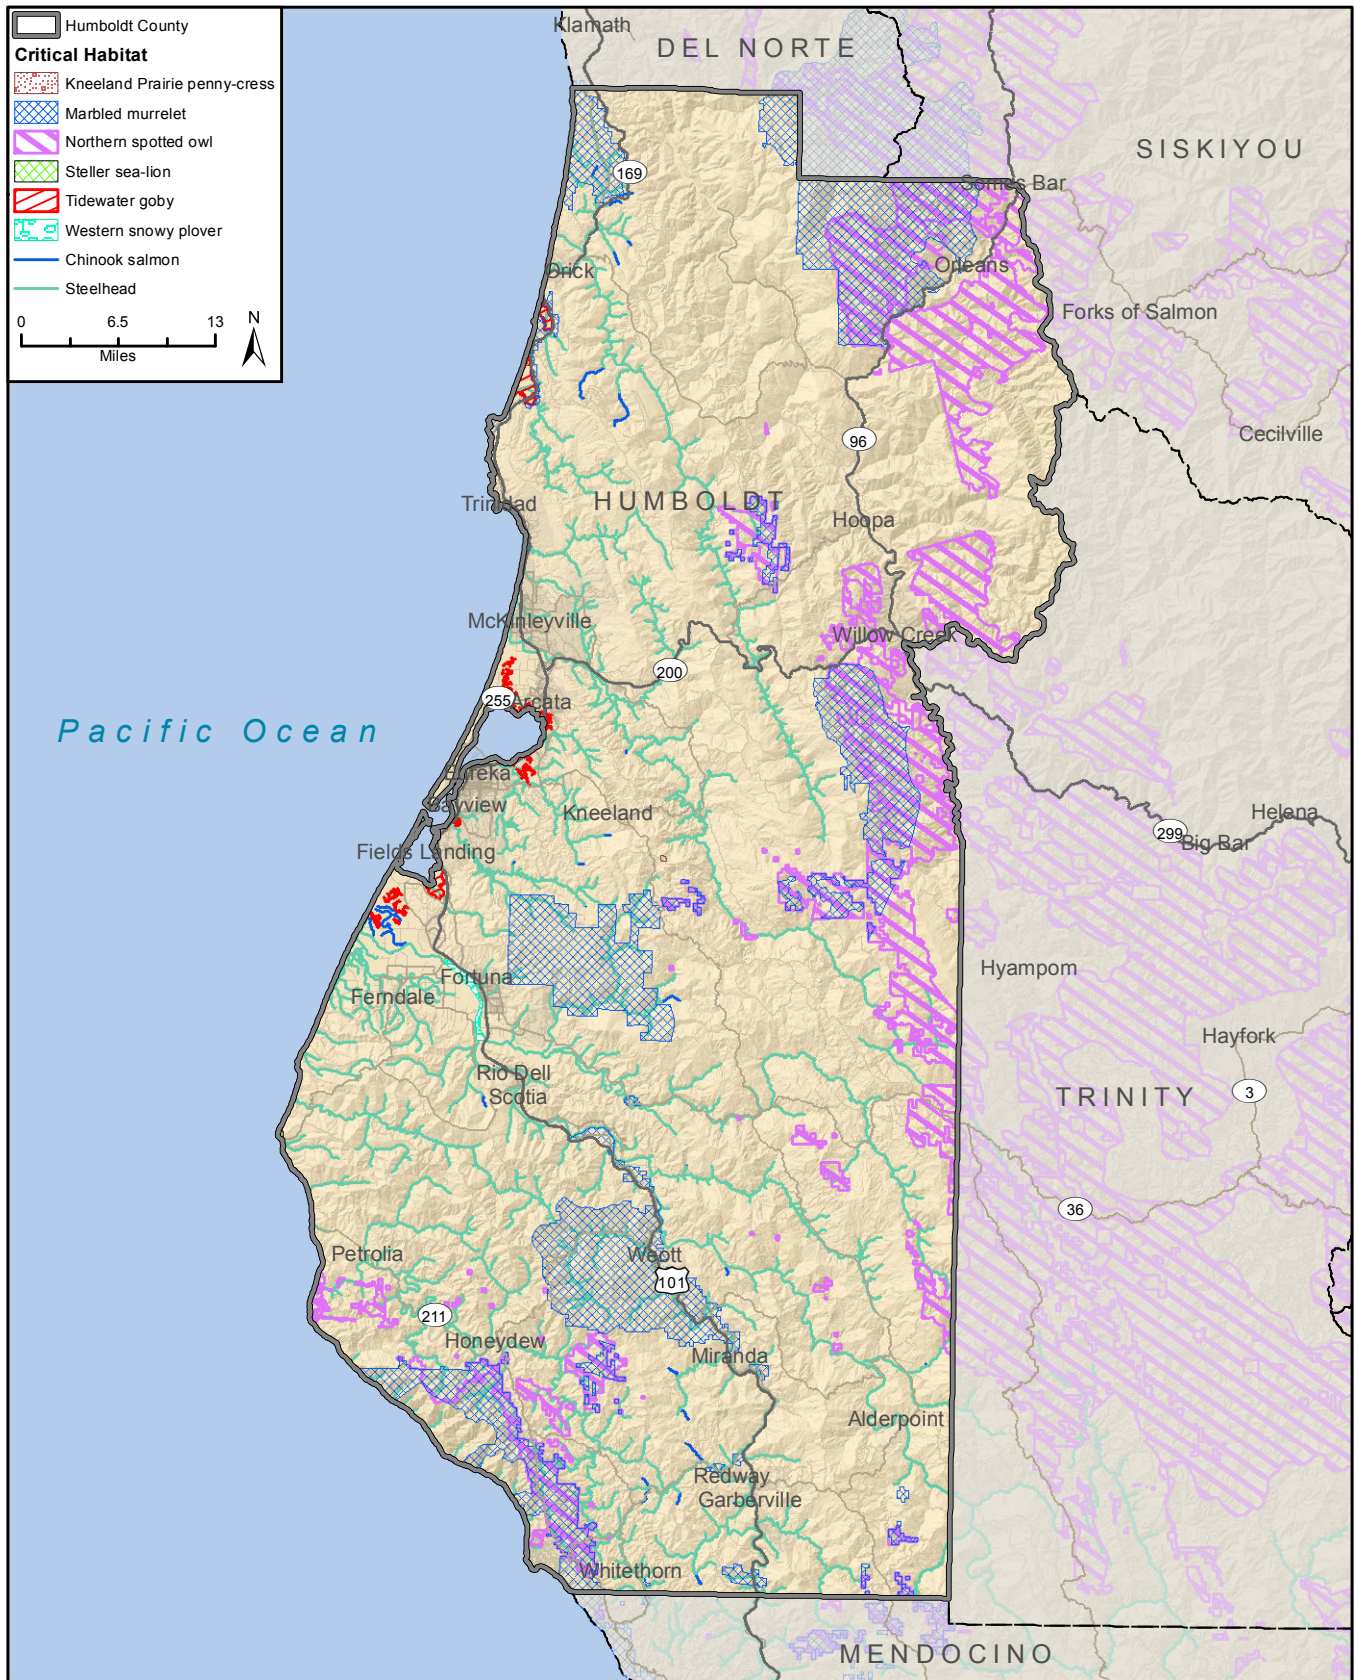 Humboldt County
Critical Habitat
Kneeland Prairie penny-cress
Marbled murrelet
Northern spotted owl
Steller sea-lion
Tidewater goby
Western snowy plover
Chinook salmon
Steelhead
0 6.5 13
Miles
N
Klamath
DEL NORTE
SISKIYOU
169
Somes Bar
Orick
Orleans
Forks of Salmon
96
Cecilville
Trinidad
HUMBOLDT
Hoopa
McKinleyville
Willow Creek
200
255
Arcata
Pacific Ocean
Eureka
Bayview
Kneeland
Helena
299
Big Bar
Fields Landing
Hyampom
Fortuna
Ferndale
Hayfork
Rio Dell
Scotia
TRINITY
3
36
Petrolia
Weott
101
211
Honeydew
Miranda
Alderpoint
Redway
Garberville
Whitethorn
MENDOCINO